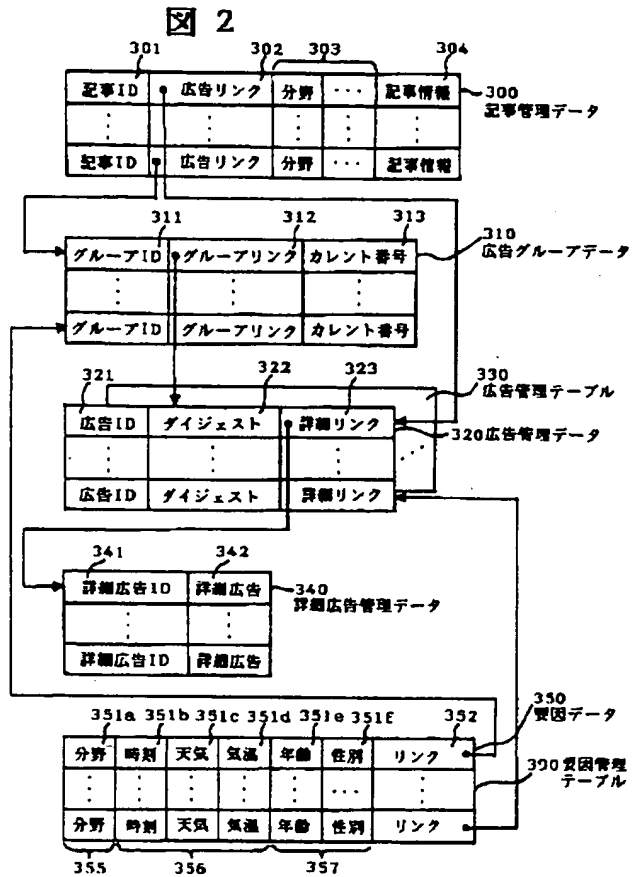 図 2
301 302 303 304
記事ID 広告リンク 分野 ··· 記事情報
300
記事管理データ
記事ID 広告リンク 分野 ··· 記事情報
311 312 313
グループID グループリンク カレント番号
310
広告グループデータ
グループID グループリンク カレント番号
321 322 323
330
広告管理テーブル
広告ID ダイジェスト 詳細リンク
320広告管理データ
広告ID ダイジェスト 詳細リンク
341 342
詳細広告ID 詳細広告
340
詳細広告管理データ
詳細広告ID 詳細広告
351a 351b 351c 351d 351e 351f 352
350
要因データ
分野 時刻 天気 気温 年齢 性別 リンク
390要因管理
テーブル
分野 時刻 天気 気温 年齢 性別 リンク
355 356 357